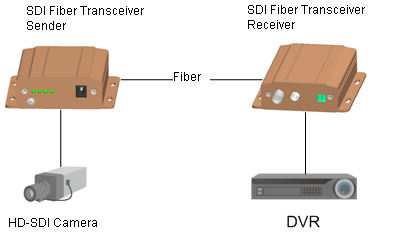 SDI Fiber Transceiver
Sender
SDI Fiber Transceiver
Receiver
Fiber
HD-SDI Camera
DVR